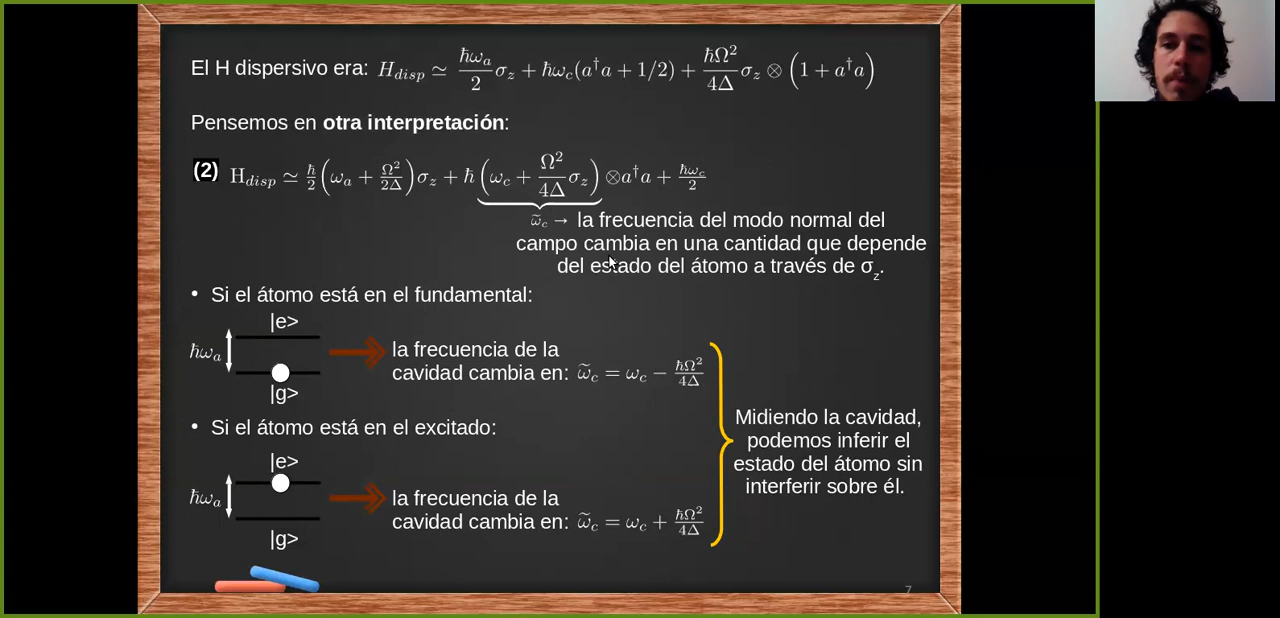 El H dispersivo era: H_disp ≃ ħω_a/2 σ_z + ħω_c(a†a + 1/2) + ħΩ²/4Δ σ_z ⊗ (1 + a†a)
Pensemos en otra interpretación:
(2) H_disp ≃ ħ/2 (ω_a + Ω²/2Δ) σ_z + ħ (ω_c + Ω²/4Δ σ_z) ⊗ a†a + ħω_c/2
ω̃_c → la frecuencia del modo normal del
campo cambia en una cantidad que depende
del estado del átomo a través de σ_z.
• Si el átomo está en el fundamental:
|e>
ħω_a
|g>
la frecuencia de la
cavidad cambia en: ω̃_c = ω_c − ħΩ²/4Δ
• Si el átomo está en el excitado:
|e>
ħω_a
|g>
la frecuencia de la
cavidad cambia en: ω̃_c = ω_c + ħΩ²/4Δ
Midiendo la cavidad,
podemos inferir el
estado del átomo sin
interferir sobre él.
7